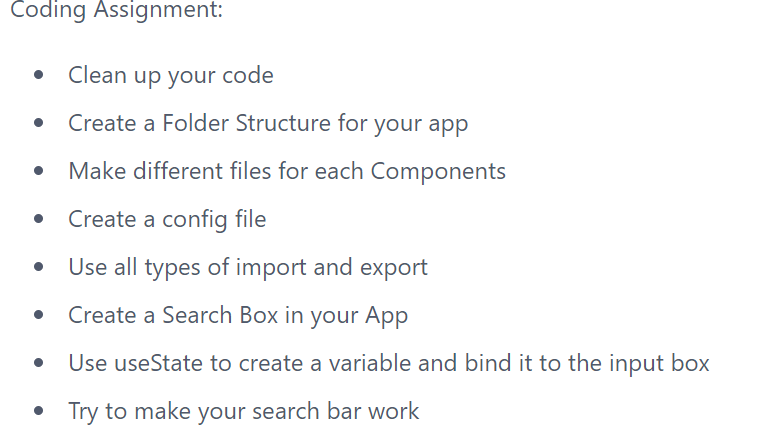 Coding Assignment:
• Clean up your code
• Create a Folder Structure for your app
• Make different files for each Components
• Create a config file
• Use all types of import and export
• Create a Search Box in your App
• Use useState to create a variable and bind it to the input box
• Try to make your search bar work